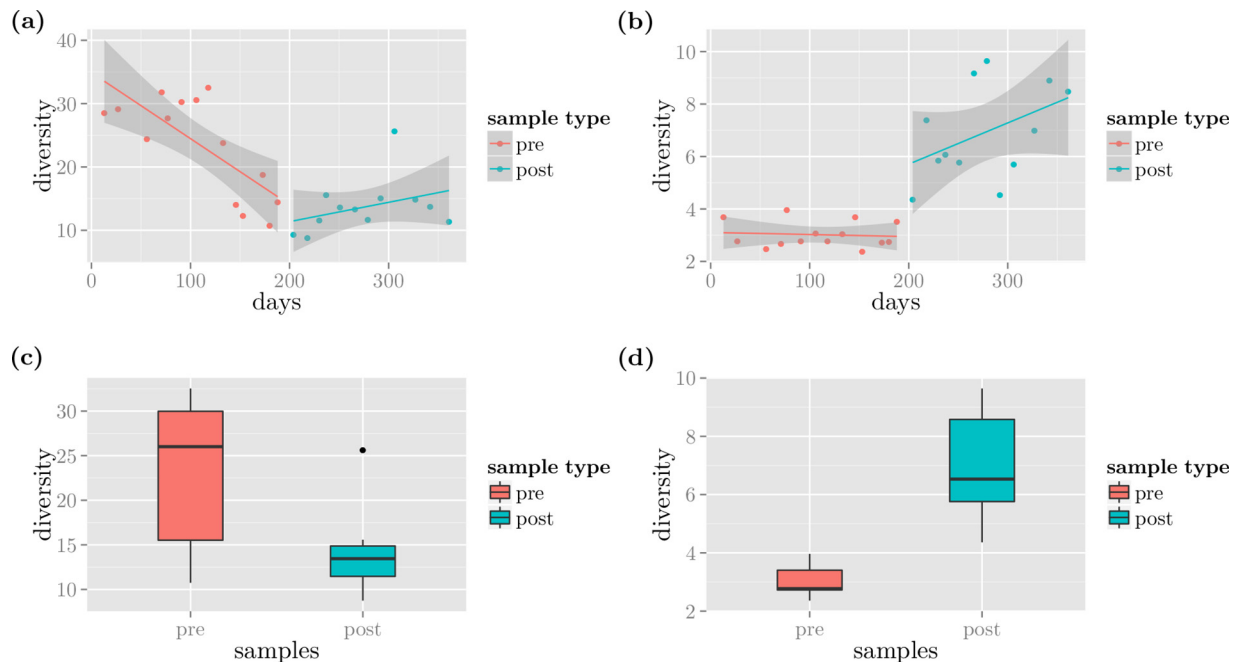 (a)
diversity
40
30
20
10
0
100
200
300
days
sample type
pre
post
(b)
diversity
10
8
6
4
2
0
100
200
300
days
sample type
pre
post
(c)
diversity
30
25
20
15
10
pre
post
samples
sample type
pre
post
(d)
diversity
10
8
6
4
2
pre
post
samples
sample type
pre
post